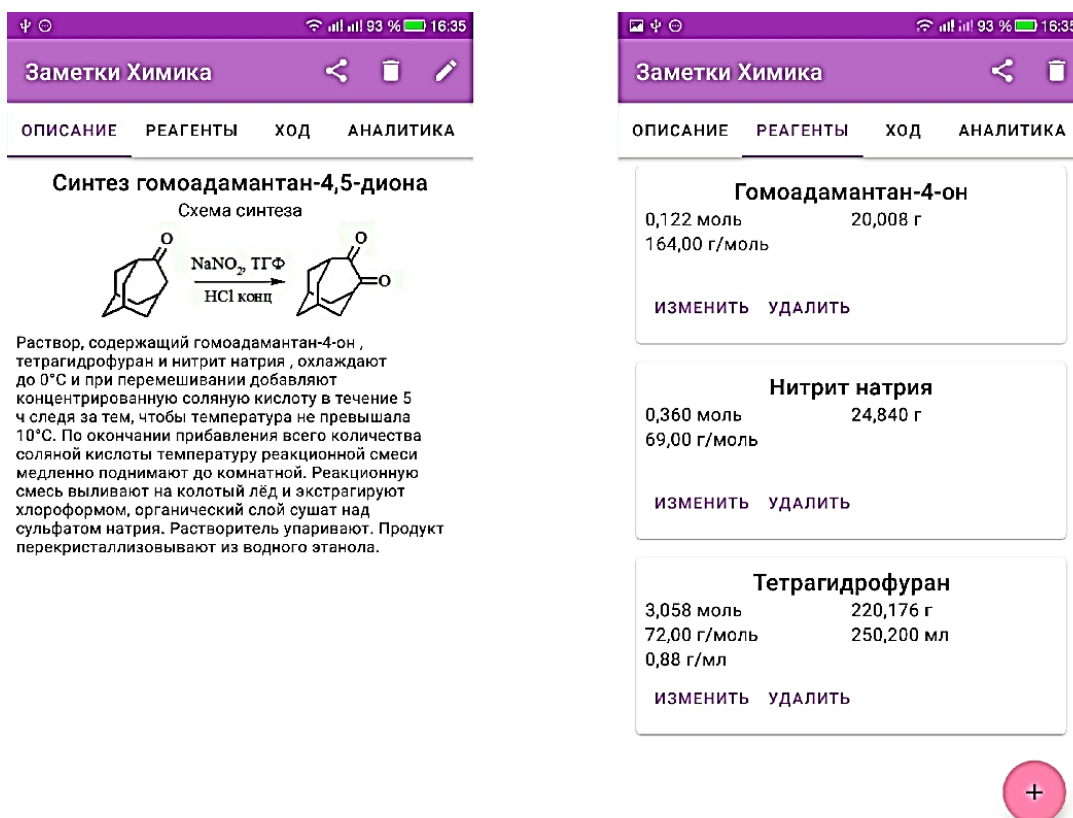 93 % 16:35
Заметки Химика
ОПИСАНИЕ РЕАГЕНТЫ ХОД АНАЛИТИКА
Синтез гомоадамантан-4,5-диона
Схема синтеза
O
NaNO2, ТГФ
HCl конц
O
O
Раствор, содержащий гомоадамантан-4-он ,
тетрагидрофуран и нитрит натрия , охлаждают
до 0°C и при перемешивании добавляют
концентрированную соляную кислоту в течение 5
ч следя за тем, чтобы температура не превышала
10°C. По окончании прибавления всего количества
соляной кислоты температуру реакционной смеси
медленно поднимают до комнатной. Реакционную
смесь выливают на колотый лёд и экстрагируют
хлороформом, органический слой сушат над
сульфатом натрия. Растворитель упаривают. Продукт
перекристаллизовывают из водного этанола.
93 % 16:35
Заметки Химика
ОПИСАНИЕ РЕАГЕНТЫ ХОД АНАЛИТИКА
Гомоадамантан-4-он
0,122 моль 20,008 г
164,00 г/моль
ИЗМЕНИТЬ УДАЛИТЬ
Нитрит натрия
0,360 моль 24,840 г
69,00 г/моль
ИЗМЕНИТЬ УДАЛИТЬ
Тетрагидрофуран
3,058 моль 220,176 г
72,00 г/моль 250,200 мл
0,88 г/мл
ИЗМЕНИТЬ УДАЛИТЬ
+